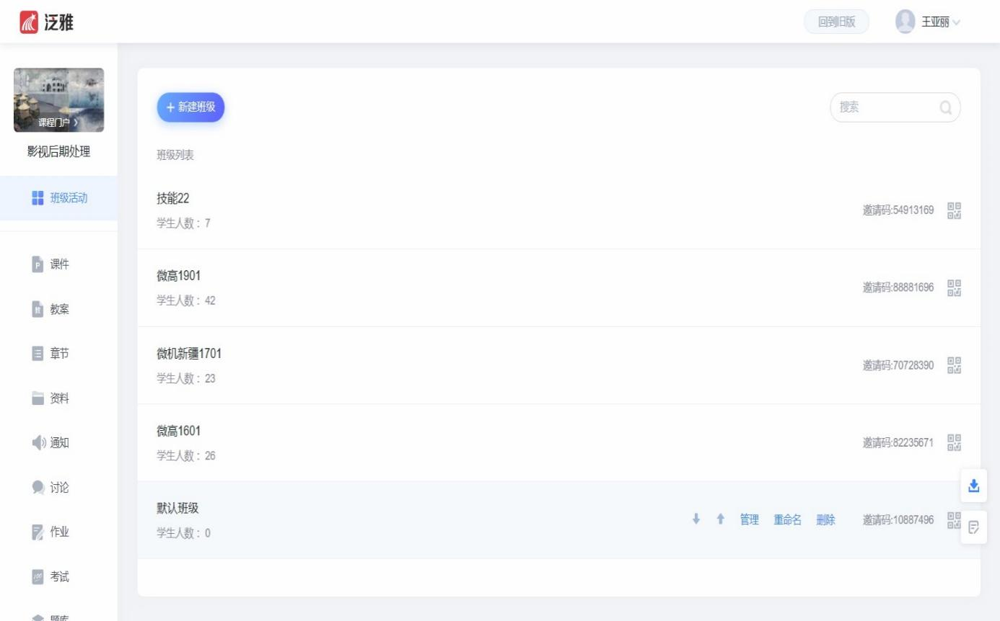 泛雅
回到旧版
王亚丽
课程门户 》
影视后期处理
班级活动
课件
教案
章节
资料
通知
讨论
作业
考试
题库
+ 新建班级
搜索
班级列表
技能22
学生人数：7
邀请码:54913169
微高1901
学生人数：42
邀请码:88881696
微机新疆1701
学生人数：23
邀请码:70728390
微高1601
学生人数：26
邀请码:82235671
默认班级
学生人数：0
管理 重命名 删除 邀请码:10887496